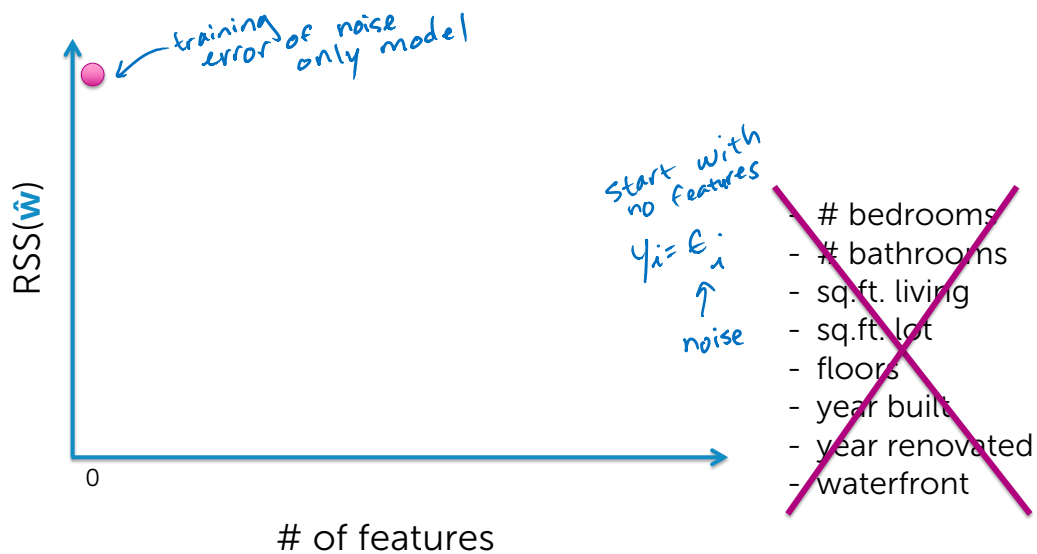 training
error of noise
only model
RSS(ŵ)
start with
no features
yᵢ = ϵᵢ
noise
- # bedrooms
- # bathrooms
- sq.ft. living
- sq.ft. lot
- floors
- year built
- year renovated
- waterfront
0
# of features